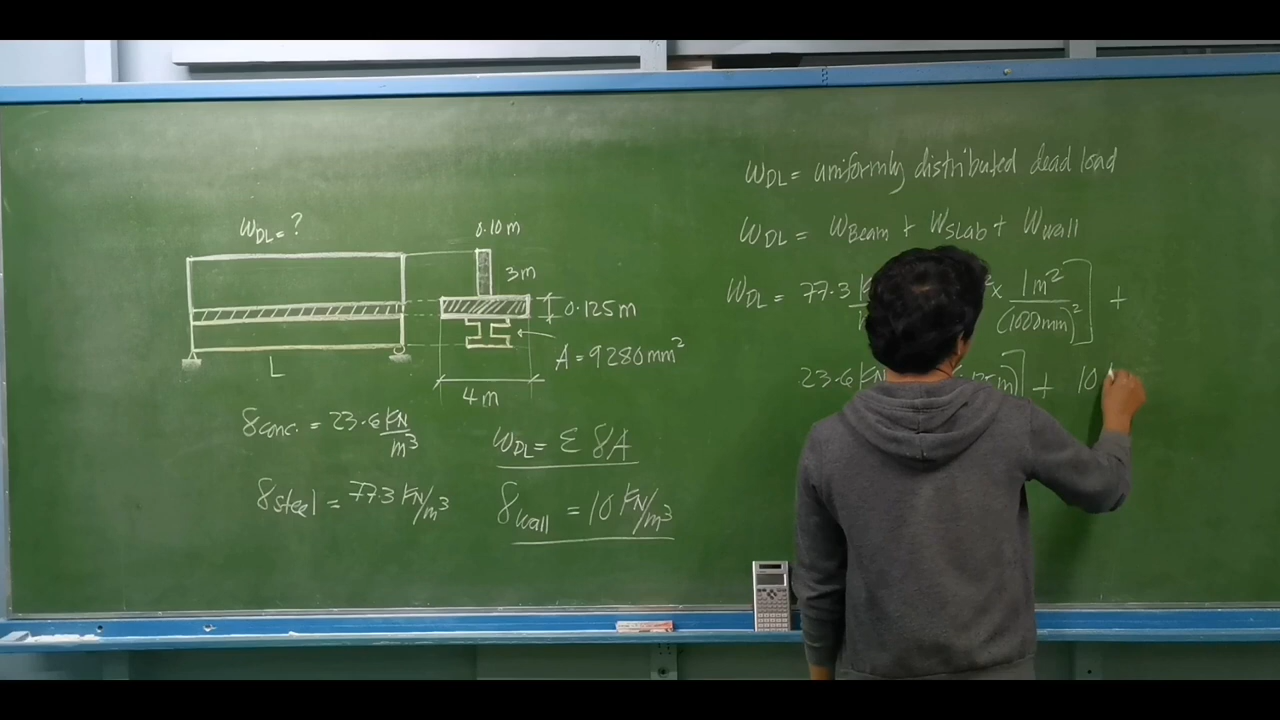 W_DL = ?
0.10 m
3m
0.125 m
A = 9280 mm²
L
4 m
γconc. = 23.6 KN/m³
γsteel = 77.3 KN/m³
W_DL = Σ γA
γwall = 10 KN/m³
W_DL = uniformly distributed dead load
W_DL = W_Beam + W_Slab + W_wall
W_DL = 77.3 × 1m²/(1000mm)²] +
23.6 KN m)] + 10